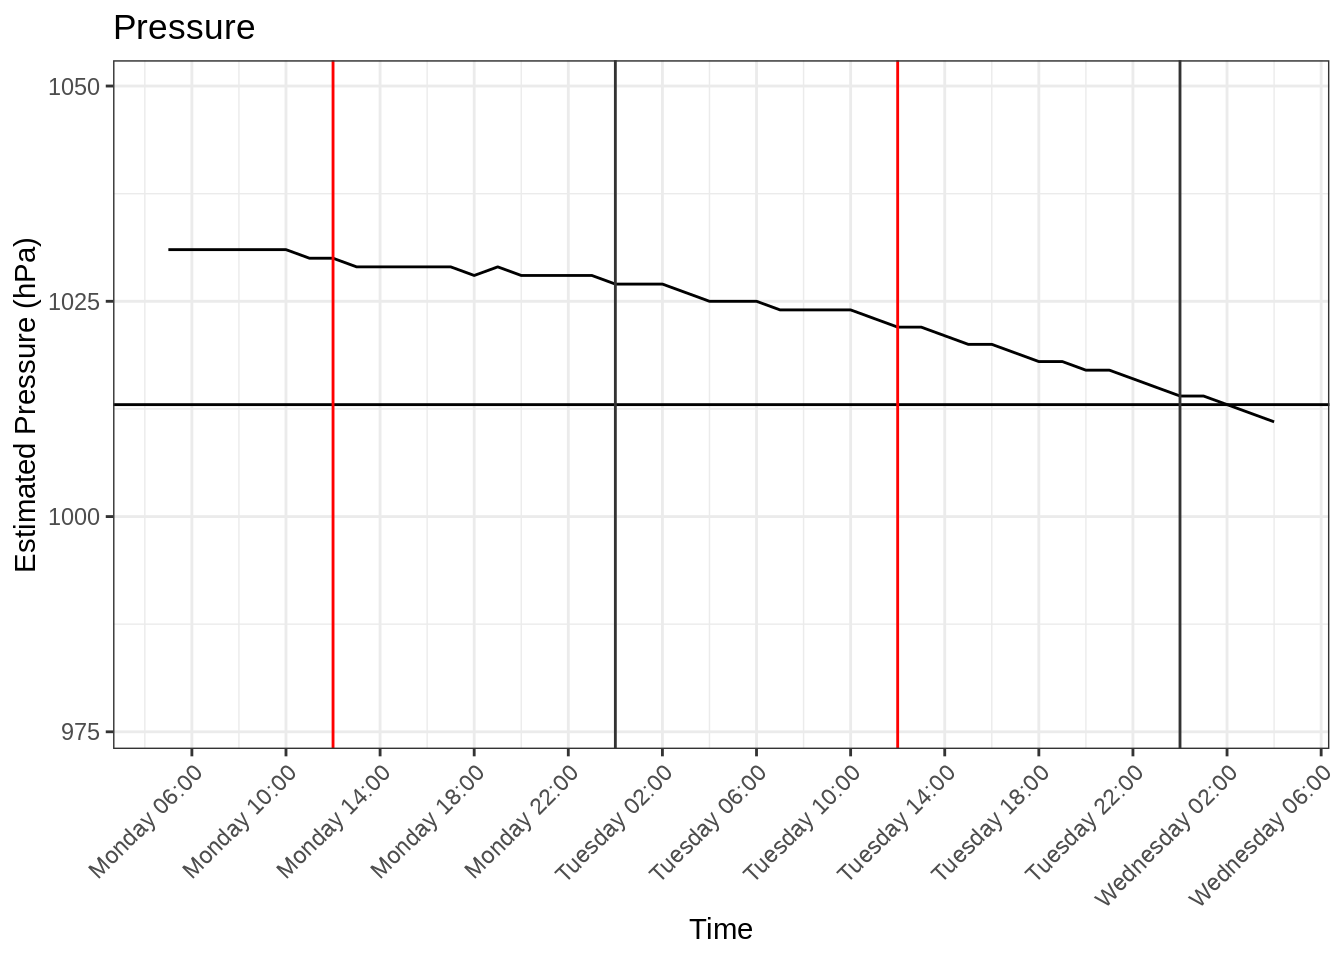 Pressure
Estimated Pressure (hPa)
1050
1025
1000
975
Monday 06:00
Monday 10:00
Monday 14:00
Monday 18:00
Monday 22:00
Tuesday 02:00
Tuesday 06:00
Tuesday 10:00
Tuesday 14:00
Tuesday 18:00
Tuesday 22:00
Wednesday 02:00
Wednesday 06:00
Time